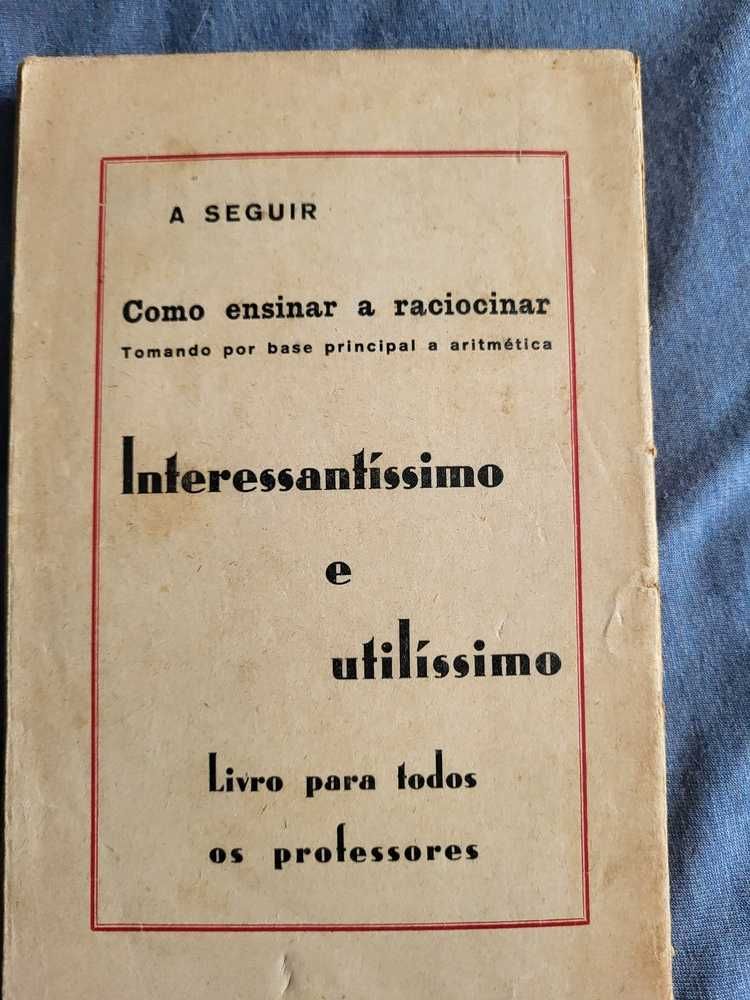 A SEGUIR
Como ensinar a raciocinar
Tomando por base principal a aritmética
Interessantíssimo
e
utilíssimo
Livro para todos
os professores